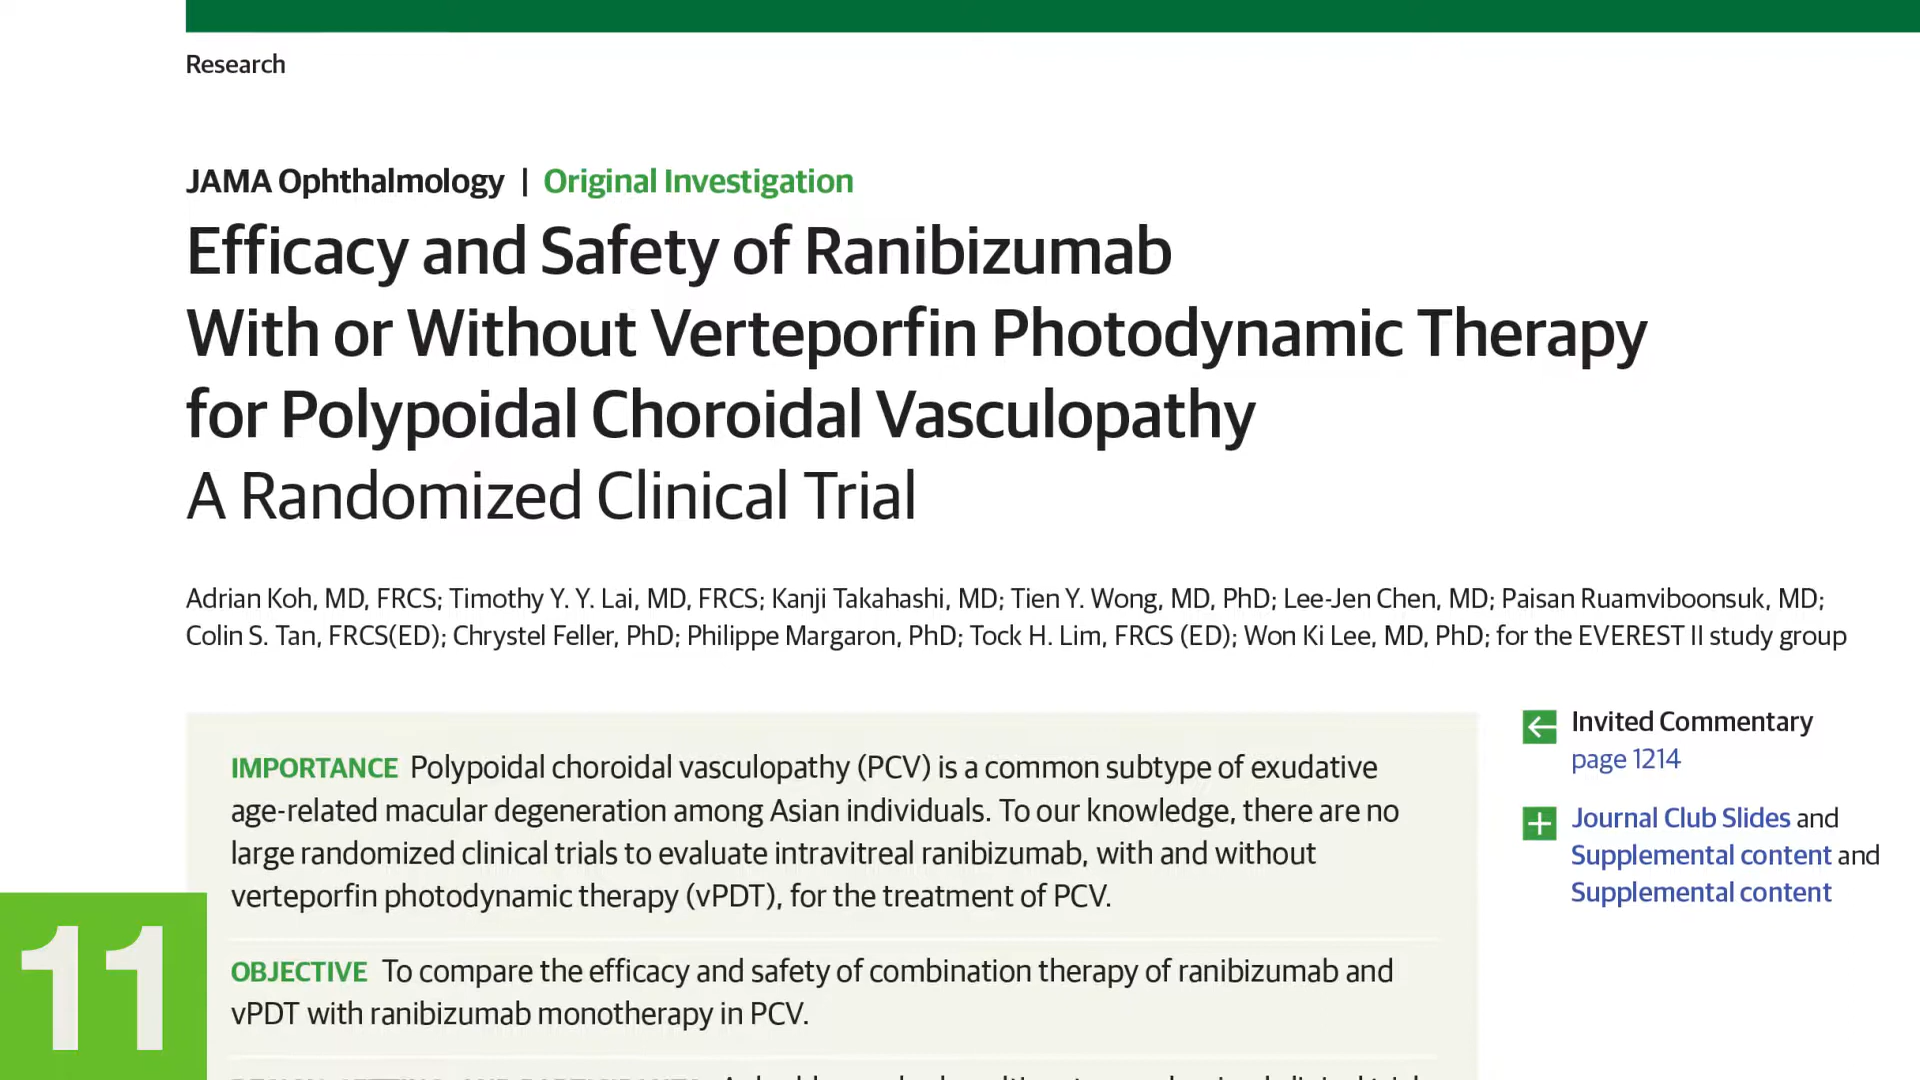 Research
JAMA Ophthalmology | Original Investigation
Efficacy and Safety of Ranibizumab
With or Without Verteporfin Photodynamic Therapy
for Polypoidal Choroidal Vasculopathy
A Randomized Clinical Trial
Adrian Koh, MD, FRCS; Timothy Y. Y. Lai, MD, FRCS; Kanji Takahashi, MD; Tien Y. Wong, MD, PhD; Lee-Jen Chen, MD; Paisan Ruamviboonsuk, MD;
Colin S. Tan, FRCS(ED); Chrystel Feller, PhD; Philippe Margaron, PhD; Tock H. Lim, FRCS (ED); Won Ki Lee, MD, PhD; for the EVEREST II study group
IMPORTANCE Polypoidal choroidal vasculopathy (PCV) is a common subtype of exudative
age-related macular degeneration among Asian individuals. To our knowledge, there are no
large randomized clinical trials to evaluate intravitreal ranibizumab, with and without
verteporfin photodynamic therapy (vPDT), for the treatment of PCV.
OBJECTIVE To compare the efficacy and safety of combination therapy of ranibizumab and
vPDT with ranibizumab monotherapy in PCV.
Invited Commentary
page 1214
Journal Club Slides and
Supplemental content and
Supplemental content
11